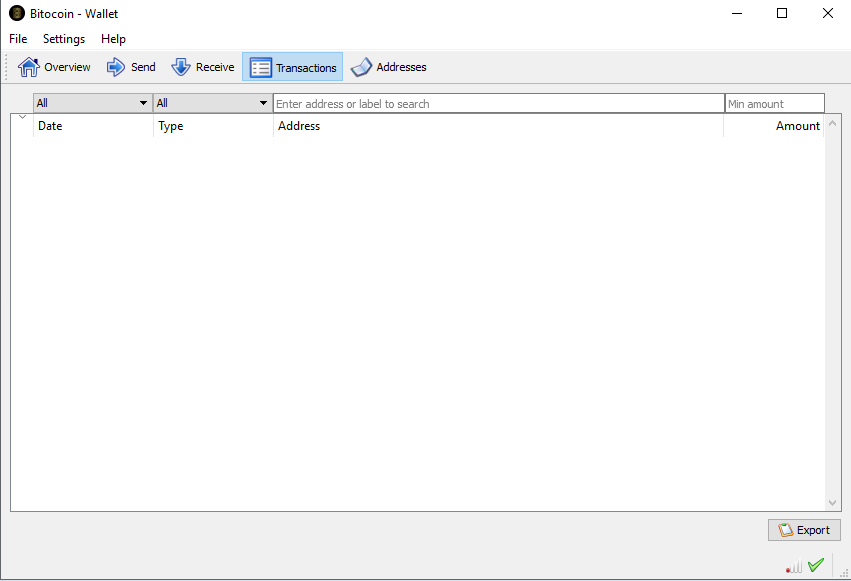 Bitocoin - Wallet
File Settings Help
Overview Send Receive Transactions Addresses
All All Enter address or label to search Min amount
Date Type Address Amount
Export